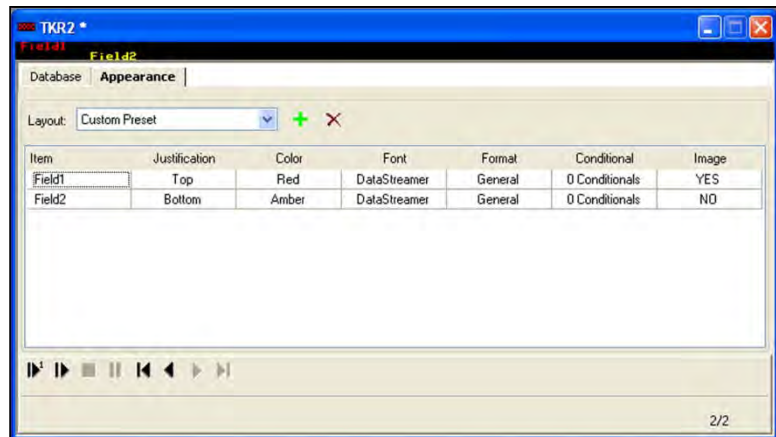 TKR2 *
Field1
Field2
Database Appearance
Layout: Custom Preset
Item Justification Color Font Format Conditional Image
Field1 Top Red DataStreamer General 0 Conditionals YES
Field2 Bottom Amber DataStreamer General 0 Conditionals NO
1
2/2